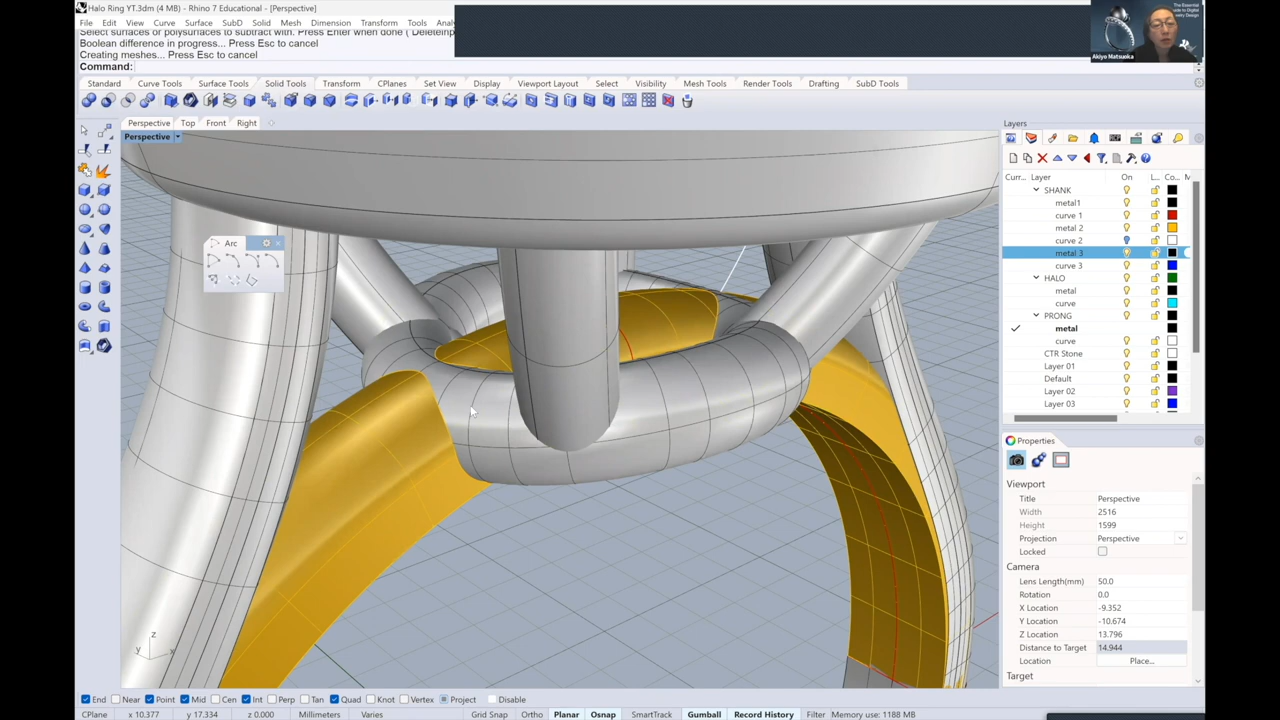 Halo Ring YT.3dm (4 MB) - Rhino 7 Educational - [Perspective]
File Edit View Curve Surface SubD Solid Mesh Dimension Transform Tools
Select surfaces or polysurfaces to subtract with. Press Enter when done
Boolean difference in progress... Press Esc to cancel
Creating meshes... Press Esc to cancel
Command:
Akiyo Matsuoka
Standard Curve Tools Surface Tools Solid Tools Transform CPlanes Set View Display Viewport Layout Select Visibility Mesh Tools Render Tools Drafting SubD Tools
Perspective Top Front Right
Perspective
Arc
z
y x
Layers
Curr... Layer On L... Co... M
SHANK
metal1
curve 1
metal 2
curve 2
metal 3
curve 3
HALO
metal
curve
PRONG
metal
curve
CTR Stone
Layer 01
Default
Layer 02
Layer 03
Properties
Viewport
Title Perspective
Width 2516
Height 1599
Projection Perspective
Locked
Camera
Lens Length(mm) 50.0
Rotation 0.0
X Location -9.352
Y Location -10.674
Z Location 13.796
Distance to Target 14.944
Location Place...
Target
End Near Point Mid Cen Int Perp Tan Quad Knot Vertex Project Disable
CPlane x 10.377 y 17.334 z 0.000 Millimeters Varies Grid Snap Ortho Planar Osnap SmartTrack Gumball Record History Filter Memory use: 1188 MB